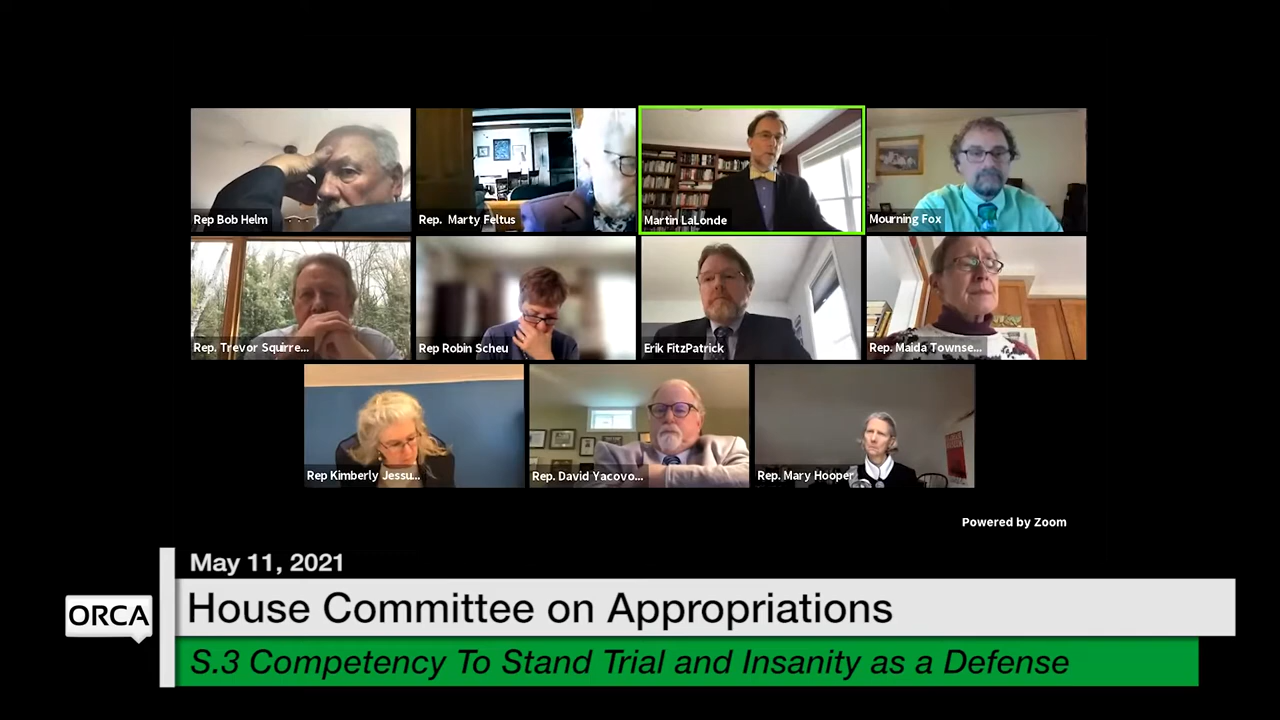 Rep Bob Helm
Rep. Marty Feltus
Martin LaLonde
Mourning Fox
Rep. Trevor Squirre...
Rep Robin Scheu
Erik FitzPatrick
Rep. Maida Townse...
Rep Kimberly Jessu...
Rep. David Yacovo...
Rep. Mary Hooper
Powered by Zoom
May 11, 2021
ORCA
House Committee on Appropriations
S.3 Competency To Stand Trial and Insanity as a Defense